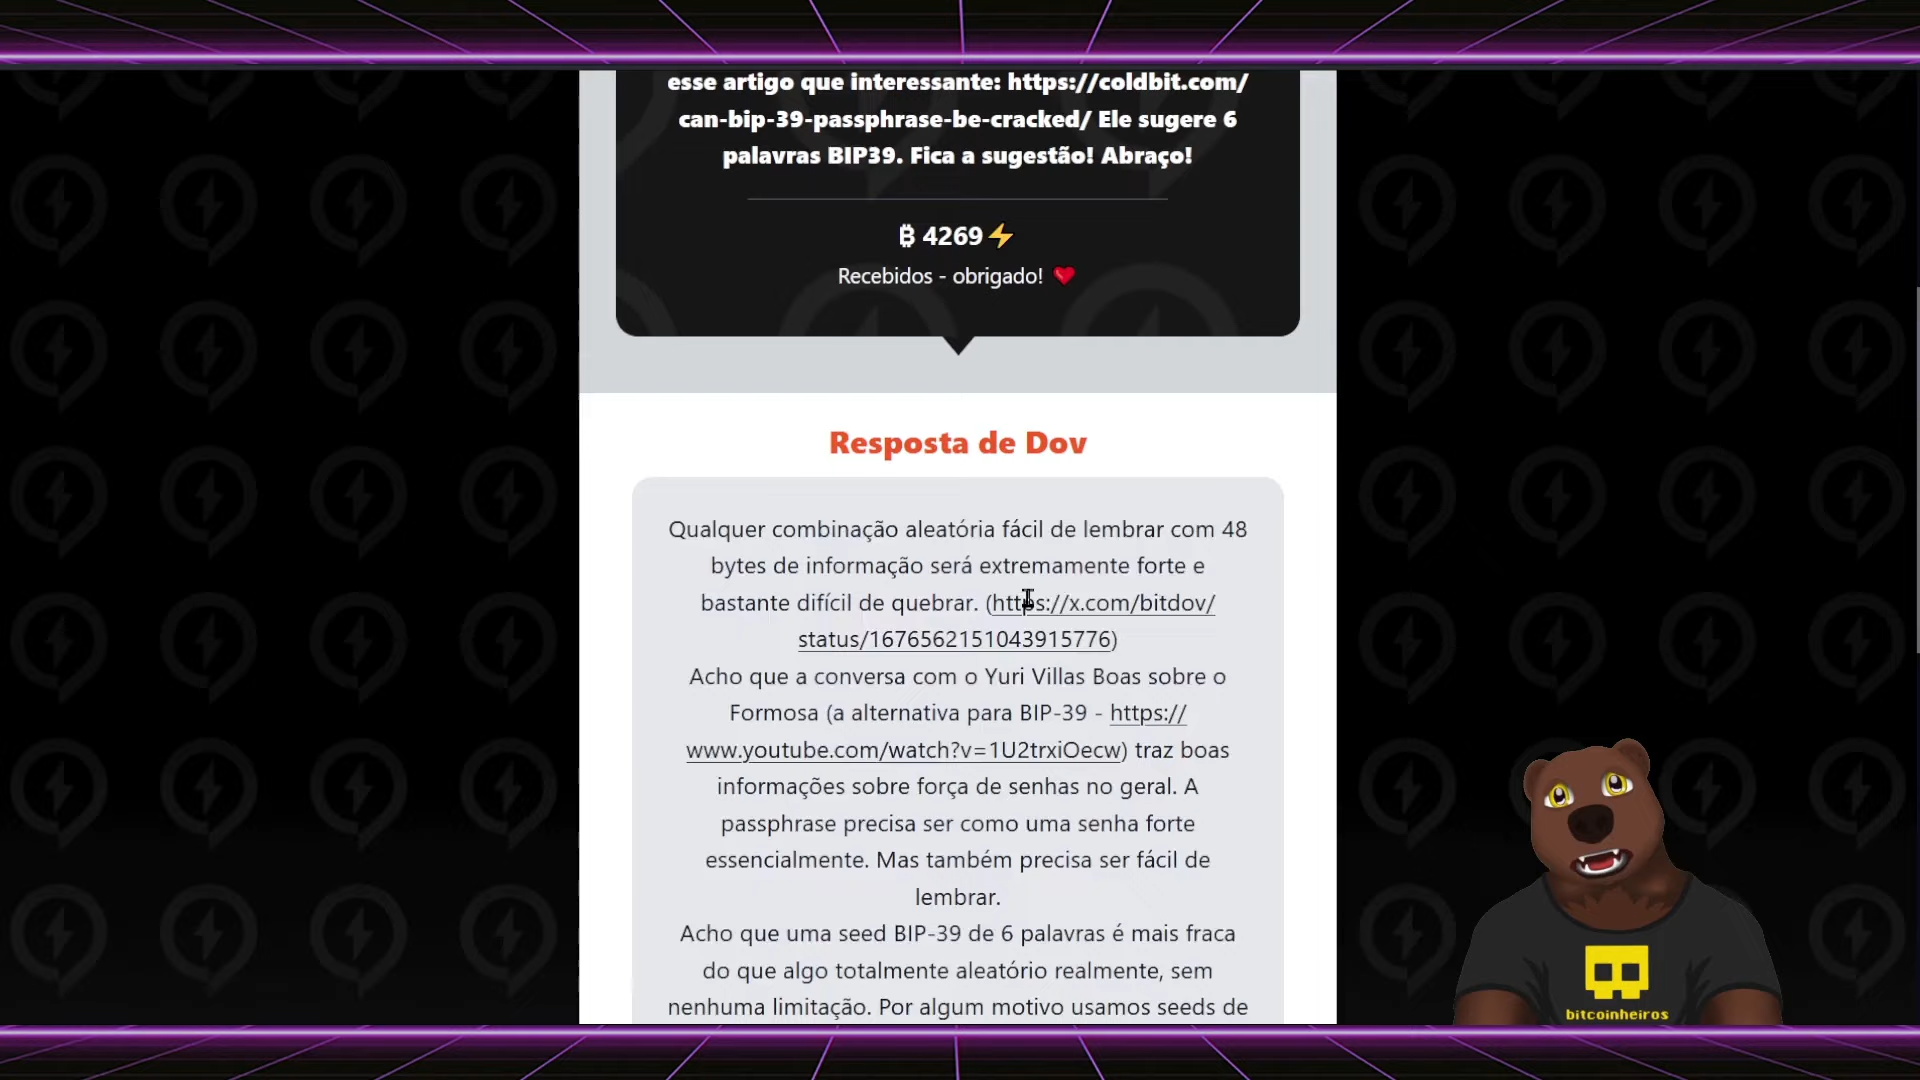 esse artigo que interessante: https://coldbit.com/
can-bip-39-passphrase-be-cracked/ Ele sugere 6
palavras BIP39. Fica a sugestão! Abraço!
₿ 4269⚡
Recebidos - obrigado! ❤️
Resposta de Dov
Qualquer combinação aleatória fácil de lembrar com 48
bytes de informação será extremamente forte e
bastante difícil de quebrar. (https://x.com/bitdov/
status/1676562151043915776)
Acho que a conversa com o Yuri Villas Boas sobre o
Formosa (a alternativa para BIP-39 - https://
www.youtube.com/watch?v=1U2trxiOecw) traz boas
informações sobre força de senhas no geral. A
passphrase precisa ser como uma senha forte
essencialmente. Mas também precisa ser fácil de
lembrar.
Acho que uma seed BIP-39 de 6 palavras é mais fraca
do que algo totalmente aleatório realmente, sem
nenhuma limitação. Por algum motivo usamos seeds de
bitcoinheiros